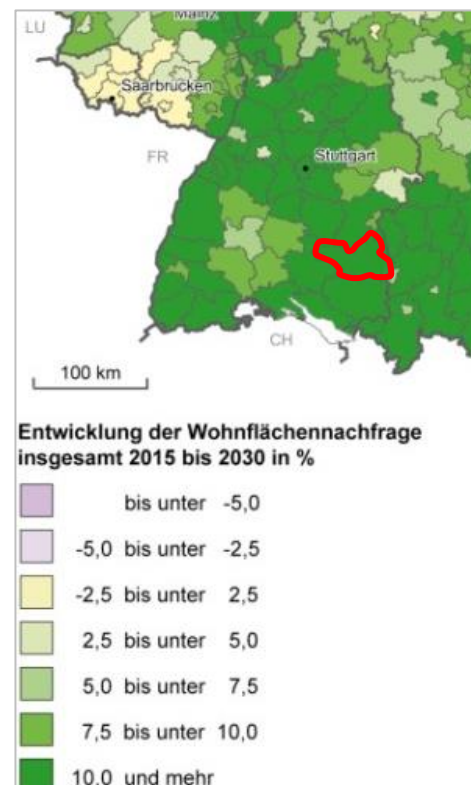 LU
Mainz
Saarbrücken
FR
Stuttgart
CH
100 km
Entwicklung der Wohnflächennachfrage
insgesamt 2015 bis 2030 in %
bis unter -5,0
-5,0 bis unter -2,5
-2,5 bis unter 2,5
2,5 bis unter 5,0
5,0 bis unter 7,5
7,5 bis unter 10,0
10,0 und mehr